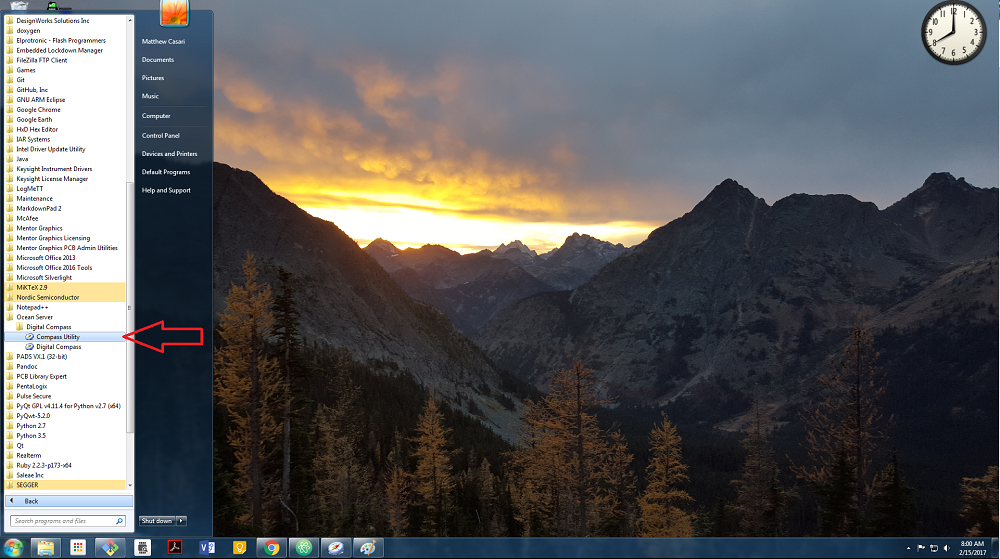 DesignWorks Solutions Inc
doxygen
Elprotronic - Flash Programmers
Embedded Lockdown Manager
FileZilla FTP Client
Games
Git
GitHub, Inc
GNU ARM Eclipse
Google Chrome
Google Earth
HxD Hex Editor
IAR Systems
Intel Driver Update Utility
Java
Keysight Instrument Drivers
Keysight License Manager
LogMeTT
Maintenance
MarkdownPad 2
McAfee
Mentor Graphics
Mentor Graphics Licensing
Mentor Graphics PCB Admin Utilities
Microsoft Office 2013
Microsoft Office 2016 Tools
Microsoft Silverlight
MiKTeX 2.9
Nordic Semiconductor
Notepad++
Ocean Server
Digital Compass
Compass Utility
Digital Compass
PADS VX.1 (32-bit)
Pandoc
PCB Library Expert
PentaLogix
Pulse Secure
PyQt GPL v4.11.4 for Python v2.7 (x64)
PyQwt-5.2.0
Python 2.7
Python 3.5
Qt
Realterm
Ruby 2.2.3-p173-x64
Saleae Inc
SEGGER
Back
Search programs and files
Matthew Casari
Documents
Pictures
Music
Computer
Control Panel
Devices and Printers
Default Programs
Help and Support
Shut down
12
1
2
3
4
5
6
7
8
9
10
11
8:00 AM
2/15/2017